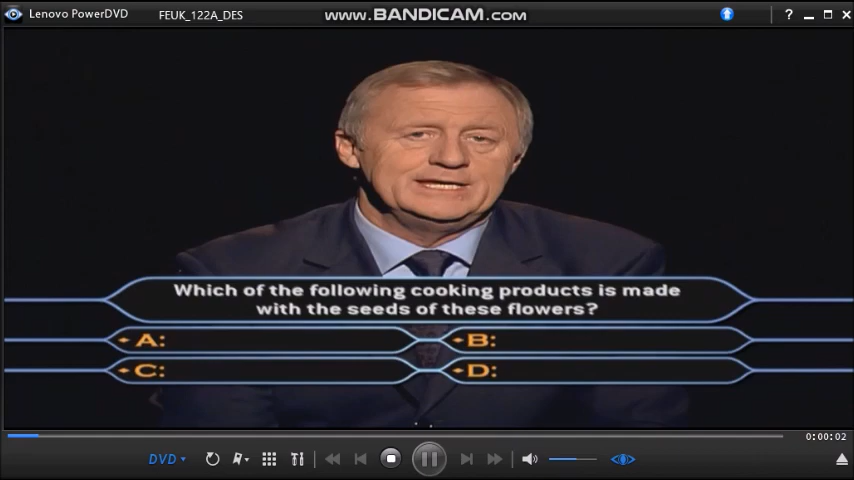 Lenovo PowerDVD
FEUK_122A_DES
www.BANDICAM.com
?
Which of the following cooking products is made
with the seeds of these flowers?
A:
B:
C:
D:
0:00:02
DVD